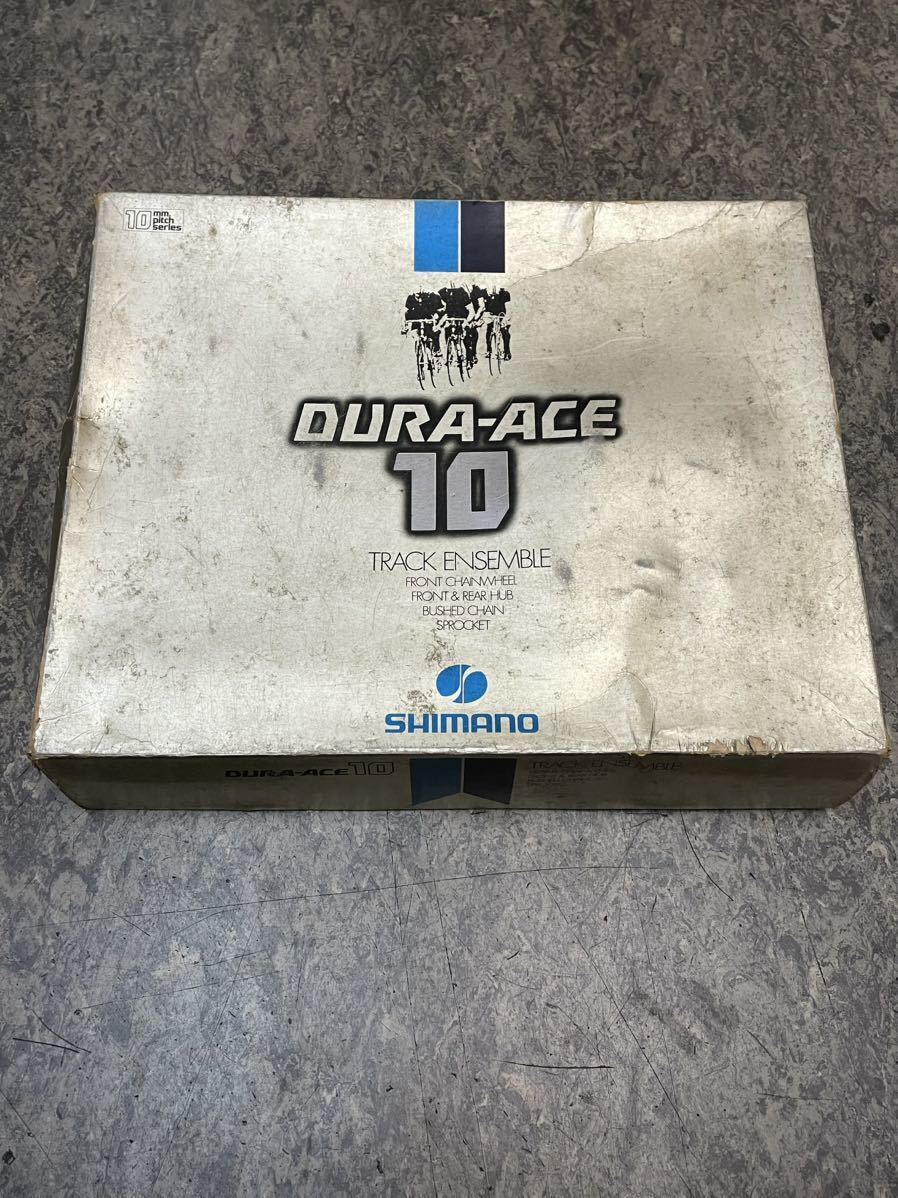 10 mm
pitch
series
DURA-ACE
10
TRACK ENSEMBLE
FRONT CHAINWHEEL
FRONT & REAR HUB
BUSHED CHAIN
SPROCKET
SHIMANO
DURA-ACE 10
TRACK ENSEMBLE